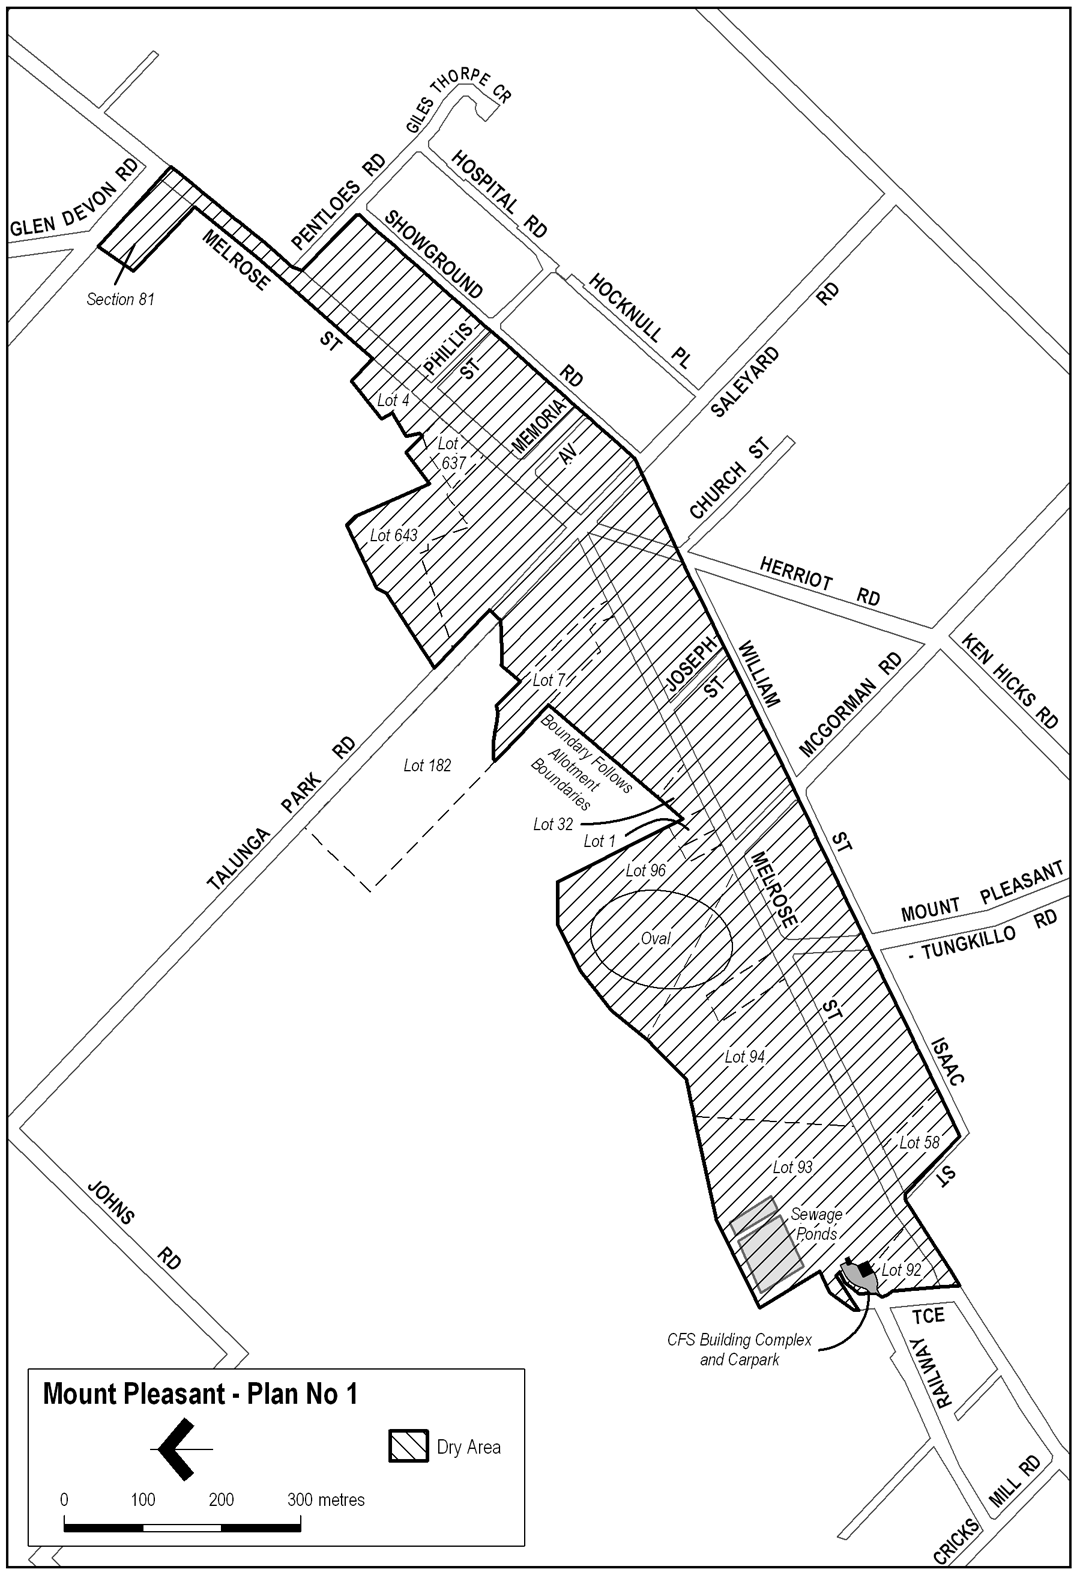 GILES THORPE CR
HOSPITAL RD
PENTLOES RD
GLEN DEVON RD
SHOWGROUND
RD
MELROSE
ST
Section 81
HOCKNULL PL
SALEYARD RD
PHILLIS
ST
Lot 4
MEMORIA
AV
Lot
637
CHURCH ST
Lot 643
HERRIOT RD
KEN HICKS RD
JOSEPH
ST
WILLIAM
ST
MCGORMAN RD
Lot 7
Boundary Follows
Allotment
Boundaries
Lot 182
TALUNGA PARK RD
Lot 32
Lot 1
Lot 96
MELROSE
ST
MOUNT PLEASANT
- TUNGKILLO RD
Oval
Lot 94
ISAAC
ST
Lot 58
Lot 93
JOHNS RD
Sewage
Ponds
Lot 92
CFS Building Complex
and Carpark
TCE
RAILWAY
MILL RD
CRICKS
Mount Pleasant - Plan No 1
Dry Area
0 100 200 300 metres